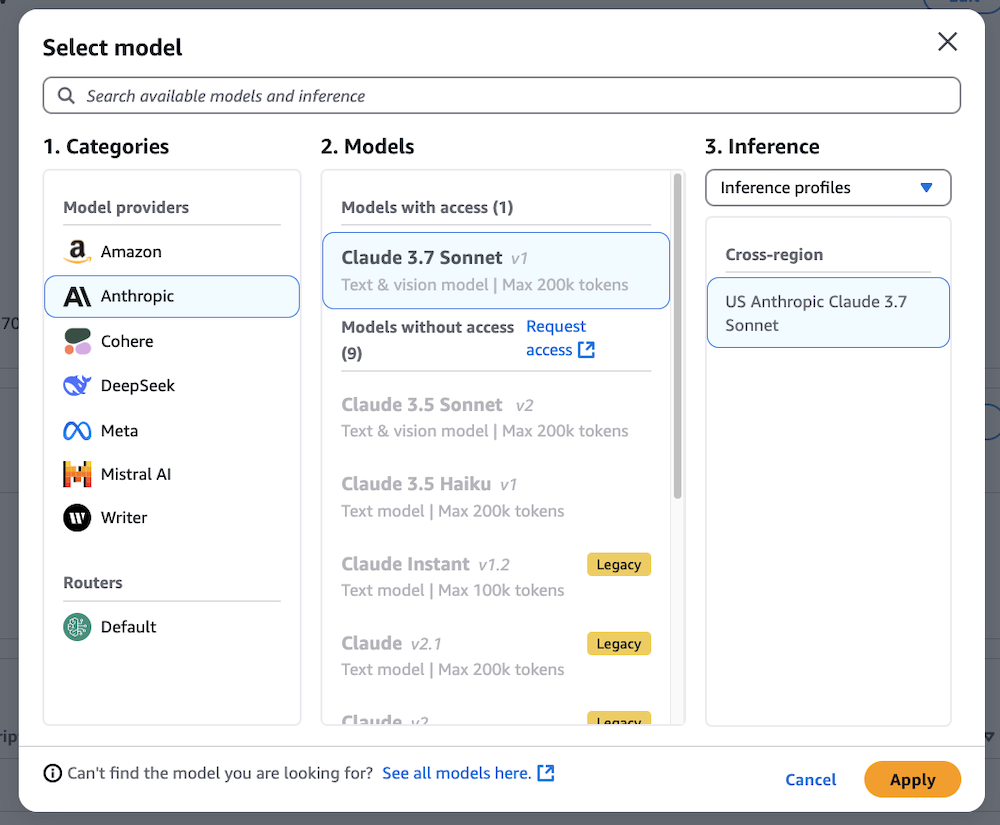 Select model
Search available models and inference
1. Categories
Model providers
Amazon
Anthropic
Cohere
DeepSeek
Meta
Mistral AI
Writer
Routers
Default
2. Models
Models with access (1)
Claude 3.7 Sonnet v1
Text & vision model | Max 200k tokens
Models without access (9)
Request access
Claude 3.5 Sonnet v2
Text & vision model | Max 200k tokens
Claude 3.5 Haiku v1
Text model | Max 200k tokens
Claude Instant v1.2
Legacy
Text model | Max 100k tokens
Claude v2.1
Legacy
Text model | Max 200k tokens
Claude v2
Legacy
3. Inference
Inference profiles
Cross-region
US Anthropic Claude 3.7
Sonnet
Can't find the model you are looking for? See all models here.
Cancel
Apply
70